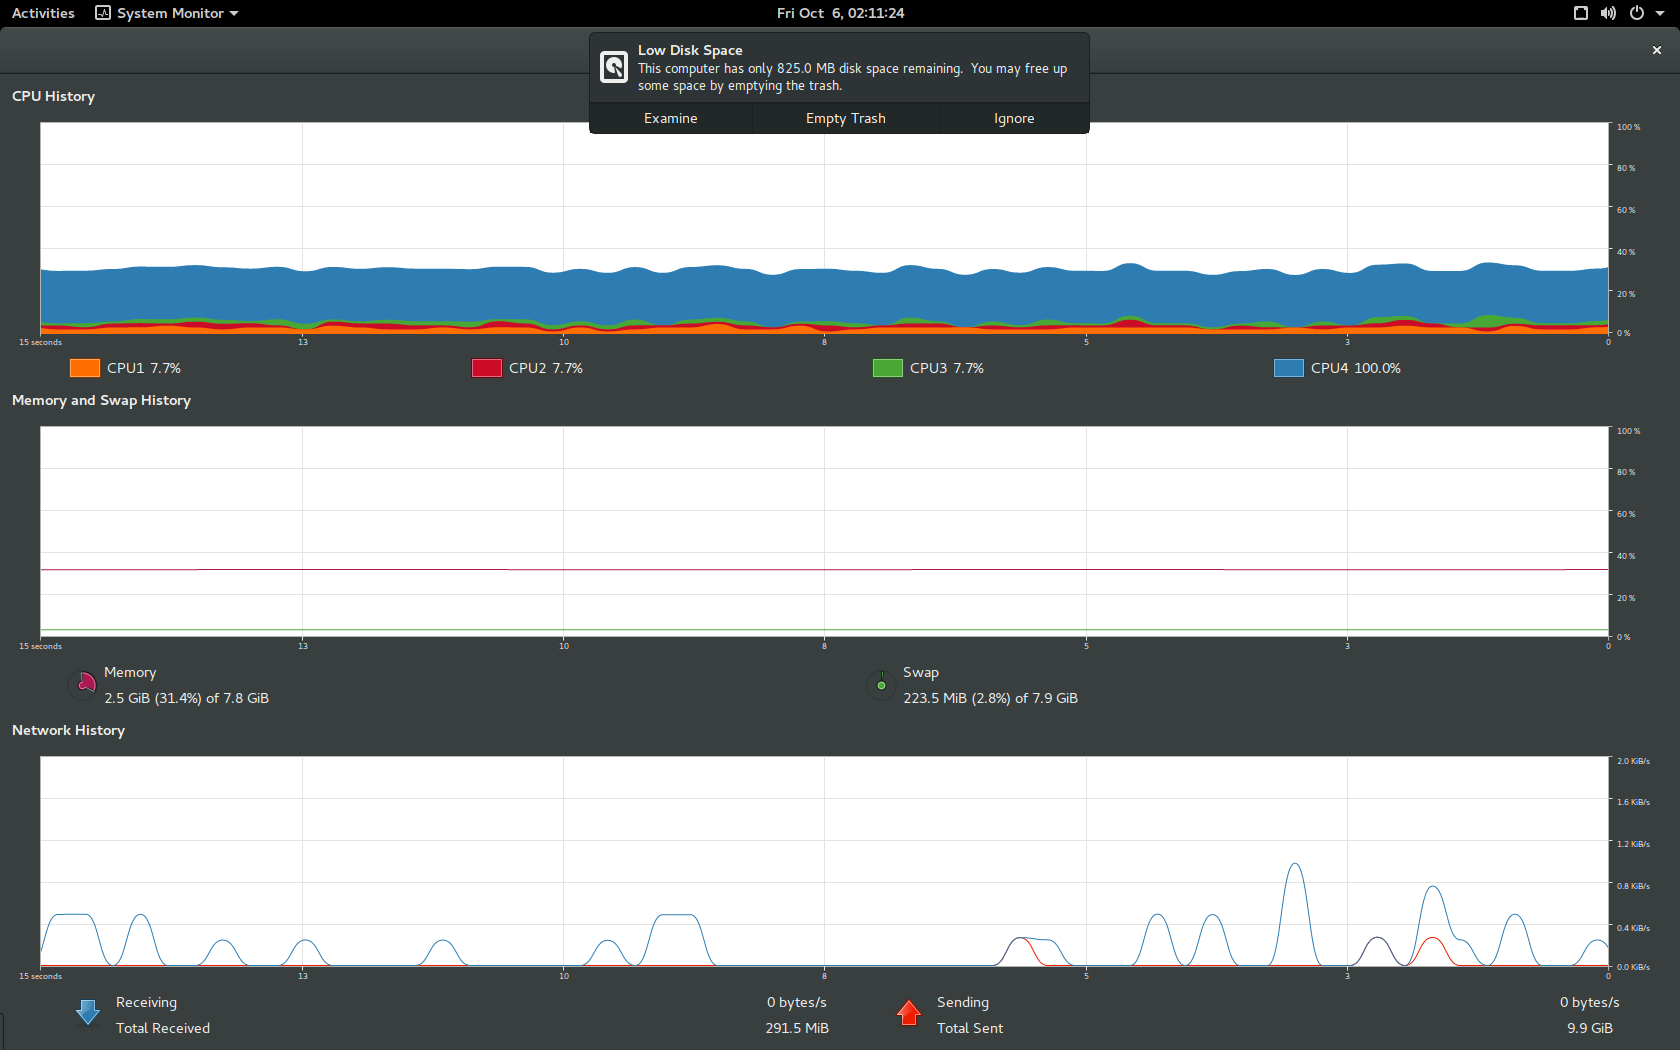 Activities System Monitor Fri Oct 6, 02:11:24
Low Disk Space
This computer has only 825.0 MB disk space remaining. You may free up
some space by emptying the trash.
Examine Empty Trash Ignore
CPU History
100 %
80 %
60 %
40 %
20 %
0 %
15 seconds 13 10 8 5 3 0
CPU1 7.7% CPU2 7.7% CPU3 7.7% CPU4 100.0%
Memory and Swap History
100 %
80 %
60 %
40 %
20 %
0 %
15 seconds 13 10 8 5 3 0
Memory Swap
2.5 GiB (31.4%) of 7.8 GiB 223.5 MiB (2.8%) of 7.9 GiB
Network History
2.0 KiB/s
1.6 KiB/s
1.2 KiB/s
0.8 KiB/s
0.4 KiB/s
0.0 KiB/s
15 seconds 13 10 8 5 3 0
Receiving 0 bytes/s Sending 0 bytes/s
Total Received 291.5 MiB Total Sent 9.9 GiB